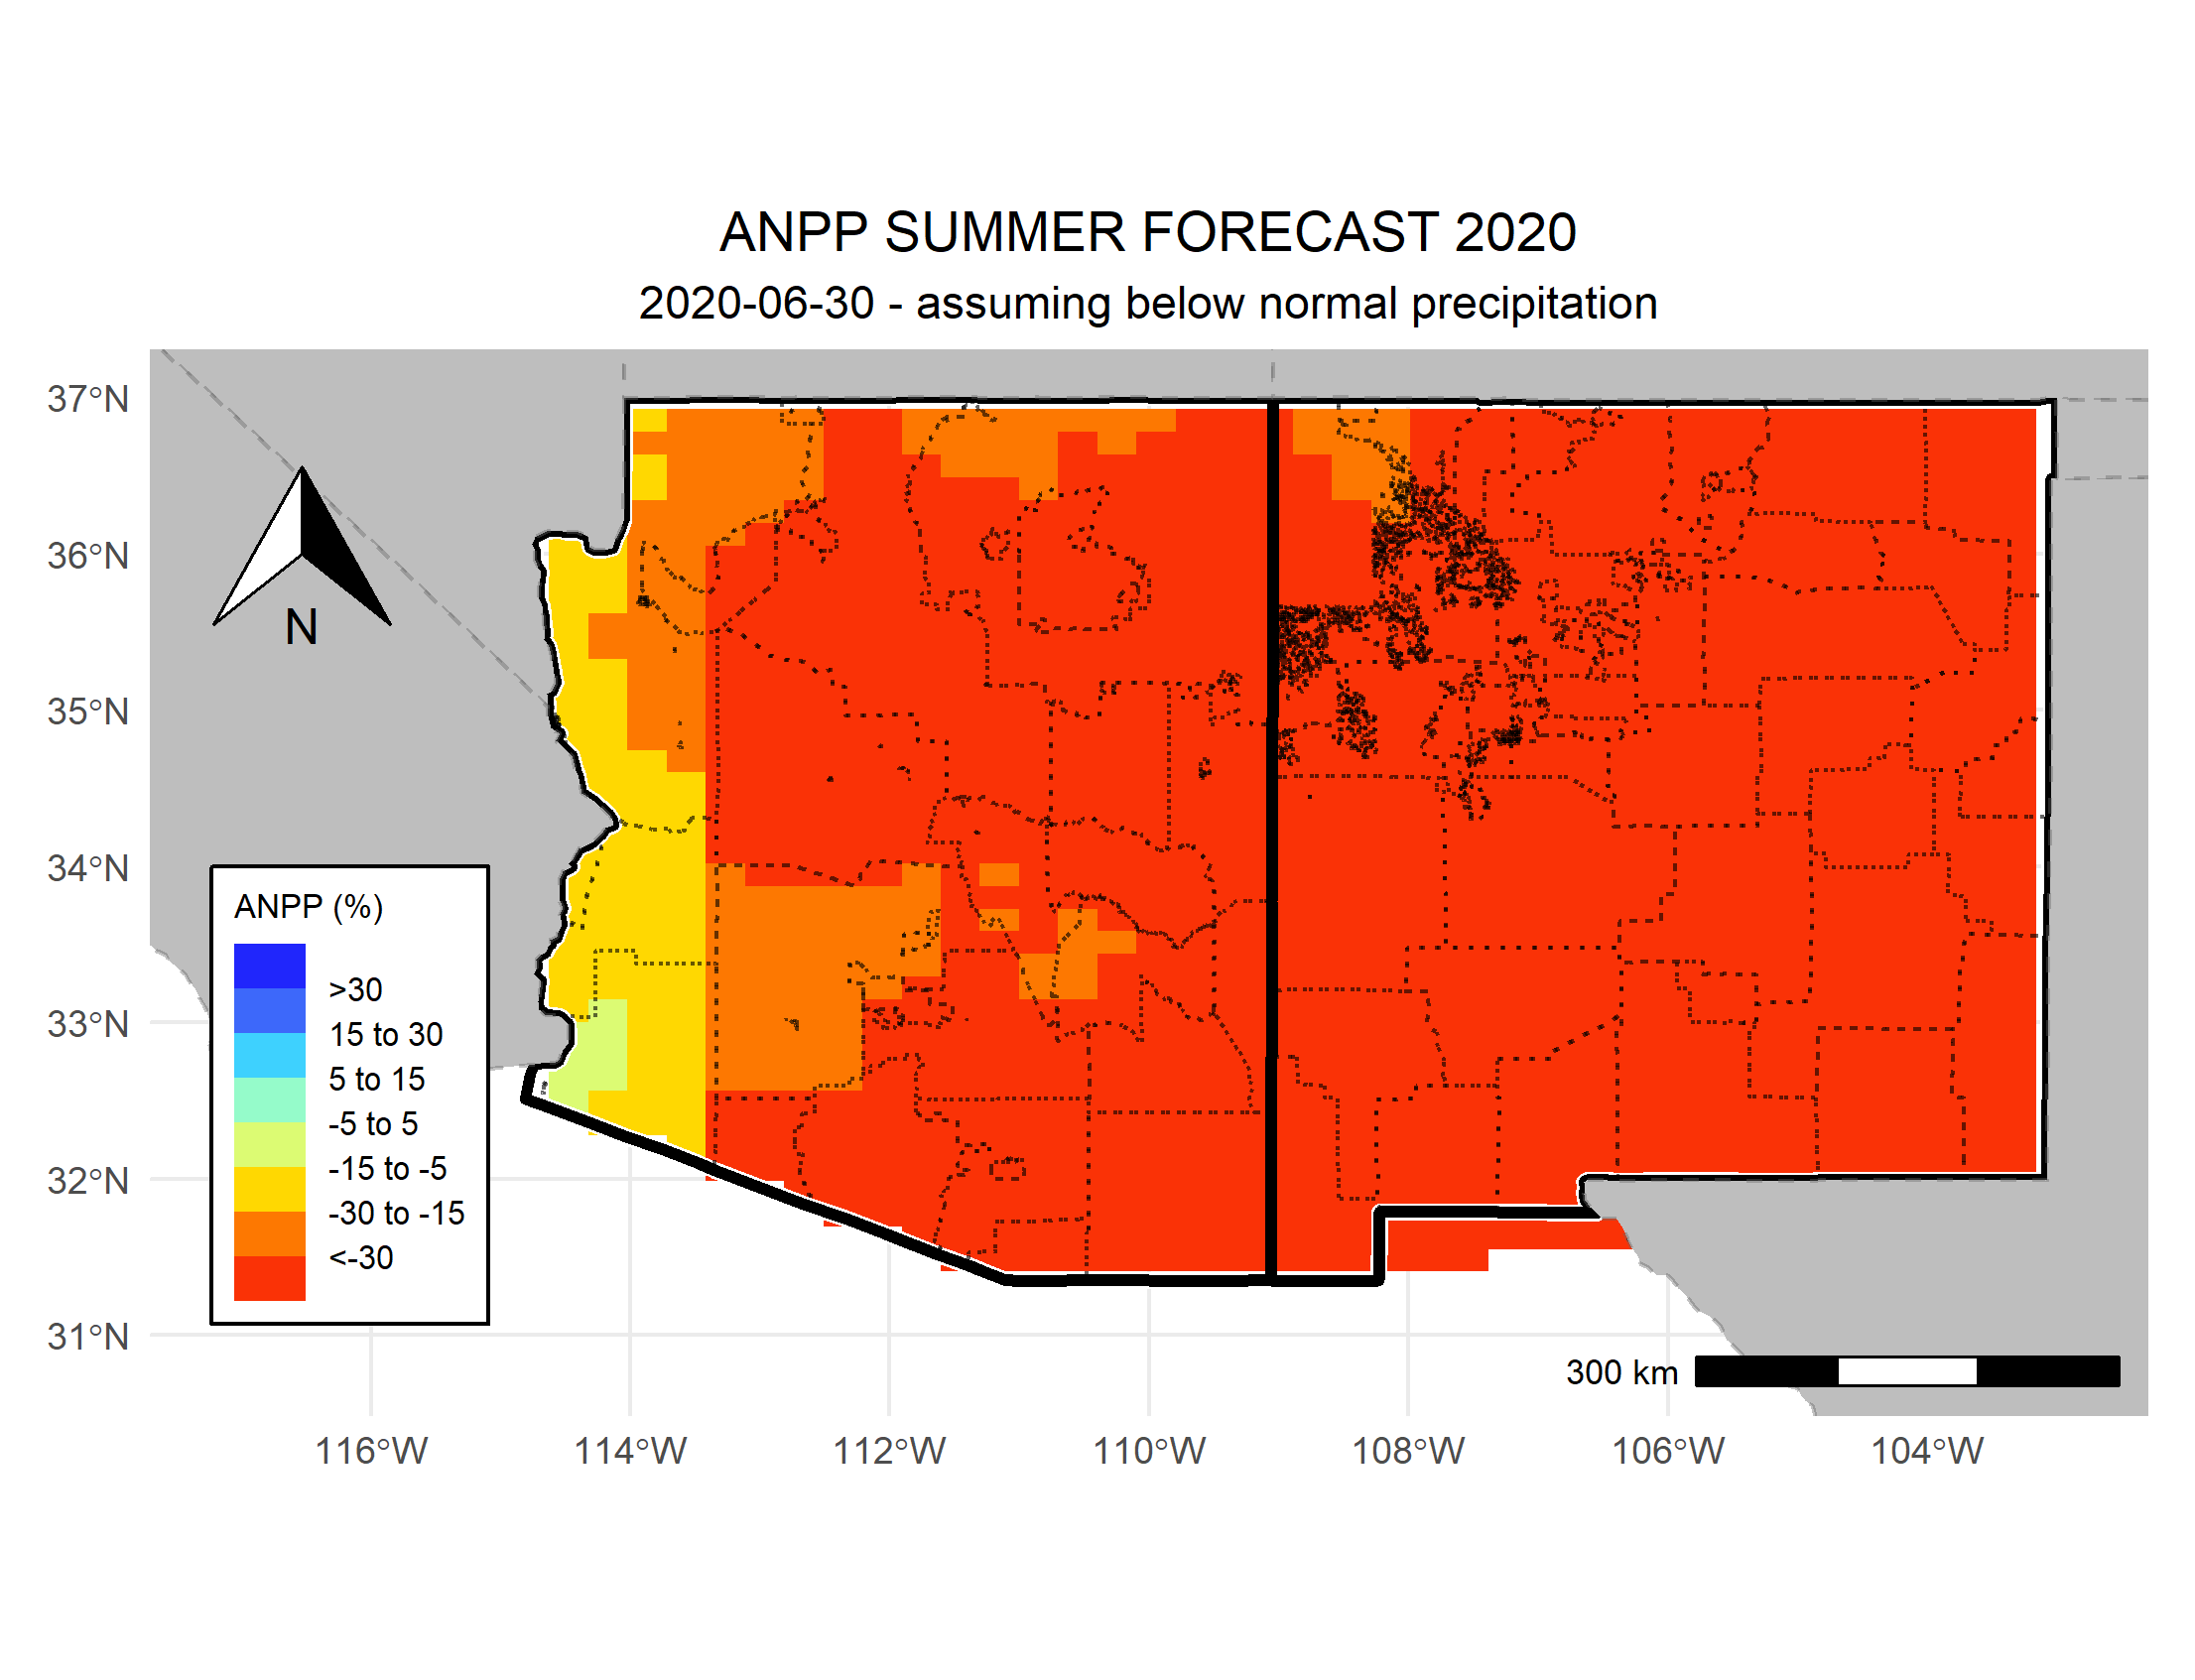 ANPP SUMMER FORECAST 2020
2020-06-30 - assuming below normal precipitation
37°N
36°N
35°N
34°N
33°N
32°N
31°N
N
ANPP (%)
>30
15 to 30
5 to 15
-5 to 5
-15 to -5
-30 to -15
<-30
300 km
116°W
114°W
112°W
110°W
108°W
106°W
104°W